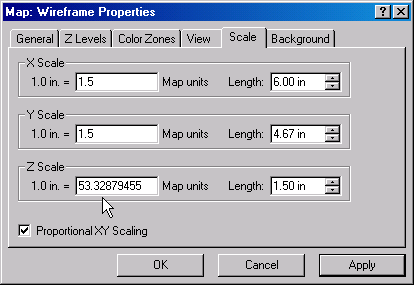 Map: Wireframe Properties
General Z Levels Color Zones View Scale Background
X Scale
1.0 in. = 1.5 Map units Length: 6.00 in
Y Scale
1.0 in. = 1.5 Map units Length: 4.67 in
Z Scale
1.0 in. = 53.32879455 Map units Length: 1.50 in
Proportional XY Scaling
OK Cancel Apply